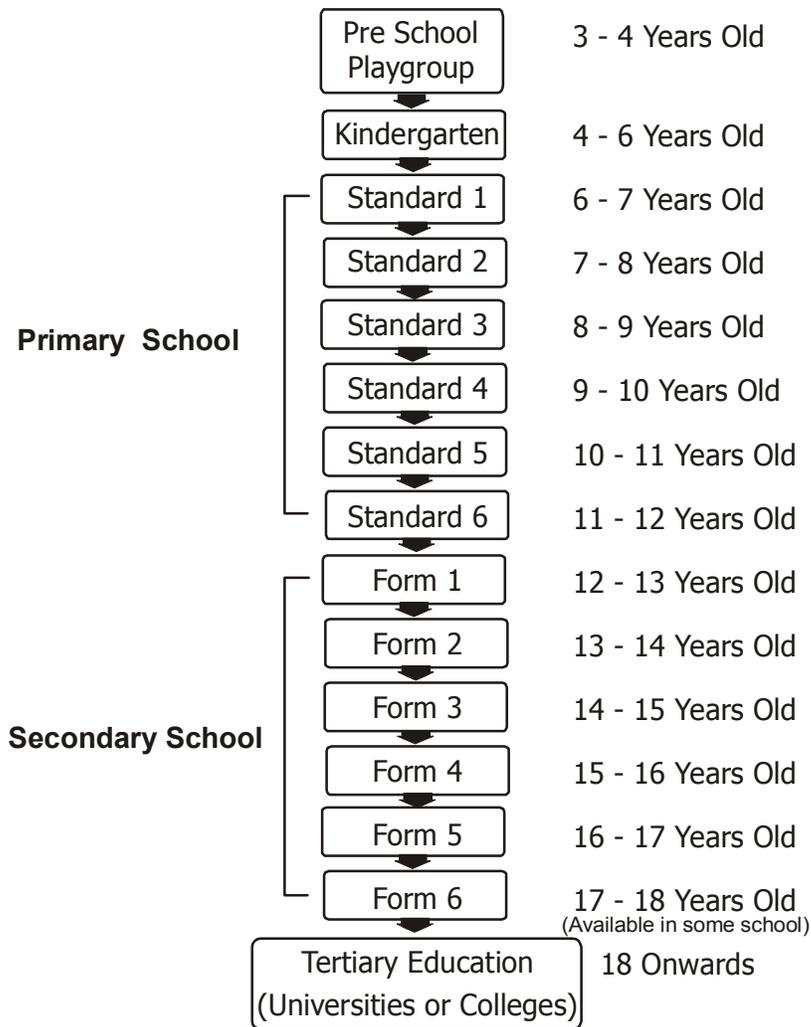 Pre School
Playgroup
3 - 4 Years Old
Kindergarten
4 - 6 Years Old
Standard 1
6 - 7 Years Old
Standard 2
7 - 8 Years Old
Primary School
Standard 3
8 - 9 Years Old
Standard 4
9 - 10 Years Old
Standard 5
10 - 11 Years Old
Standard 6
11 - 12 Years Old
Form 1
12 - 13 Years Old
Form 2
13 - 14 Years Old
Secondary School
Form 3
14 - 15 Years Old
Form 4
15 - 16 Years Old
Form 5
16 - 17 Years Old
Form 6
17 - 18 Years Old
(Available in some school)
Tertiary Education
(Universities or Colleges)
18 Onwards